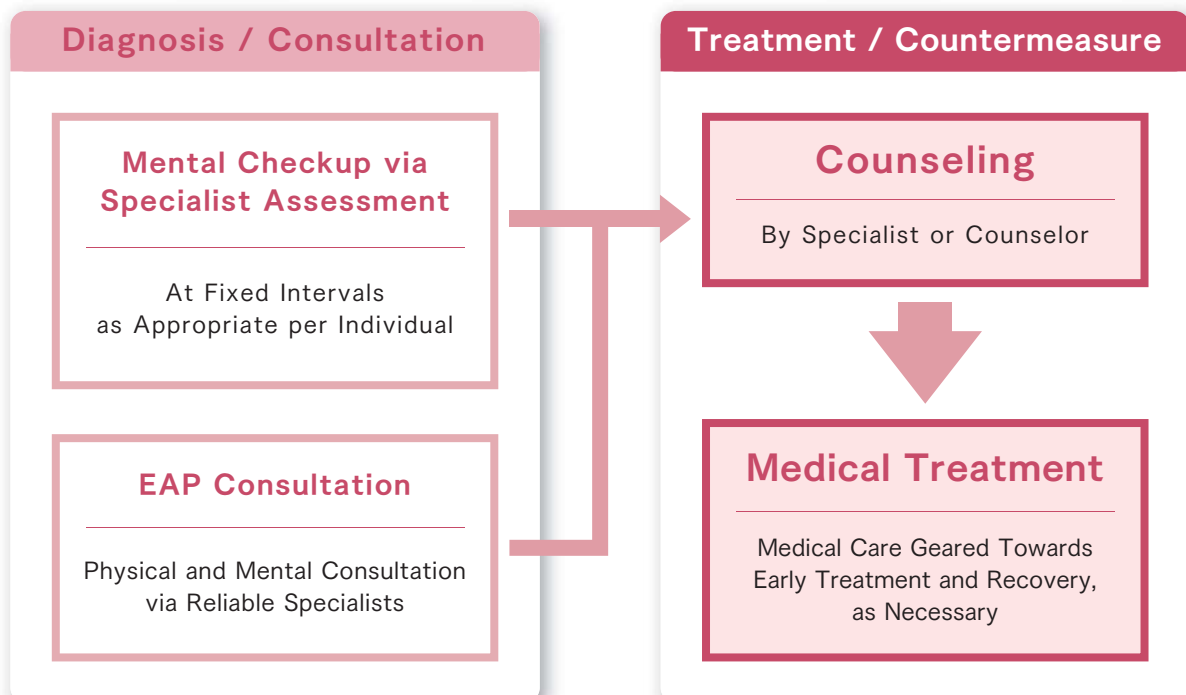 Diagnosis / Consultation
Mental Checkup via
Specialist Assessment
At Fixed Intervals
as Appropriate per Individual
EAP Consultation
Physical and Mental Consultation
via Reliable Specialists
Treatment / Countermeasure
Counseling
By Specialist or Counselor
Medical Treatment
Medical Care Geared Towards
Early Treatment and Recovery,
as Necessary